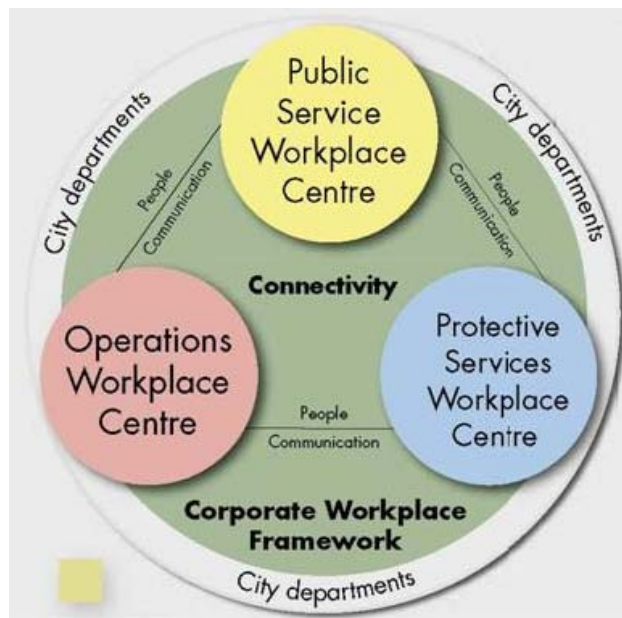 City departments
City departments
Public
Service
Workplace
Centre
People
Communication
People
Communication
Connectivity
Operations
Workplace
Centre
Protective
Services
Workplace
Centre
People
Communication
Corporate Workplace
Framework
City departments